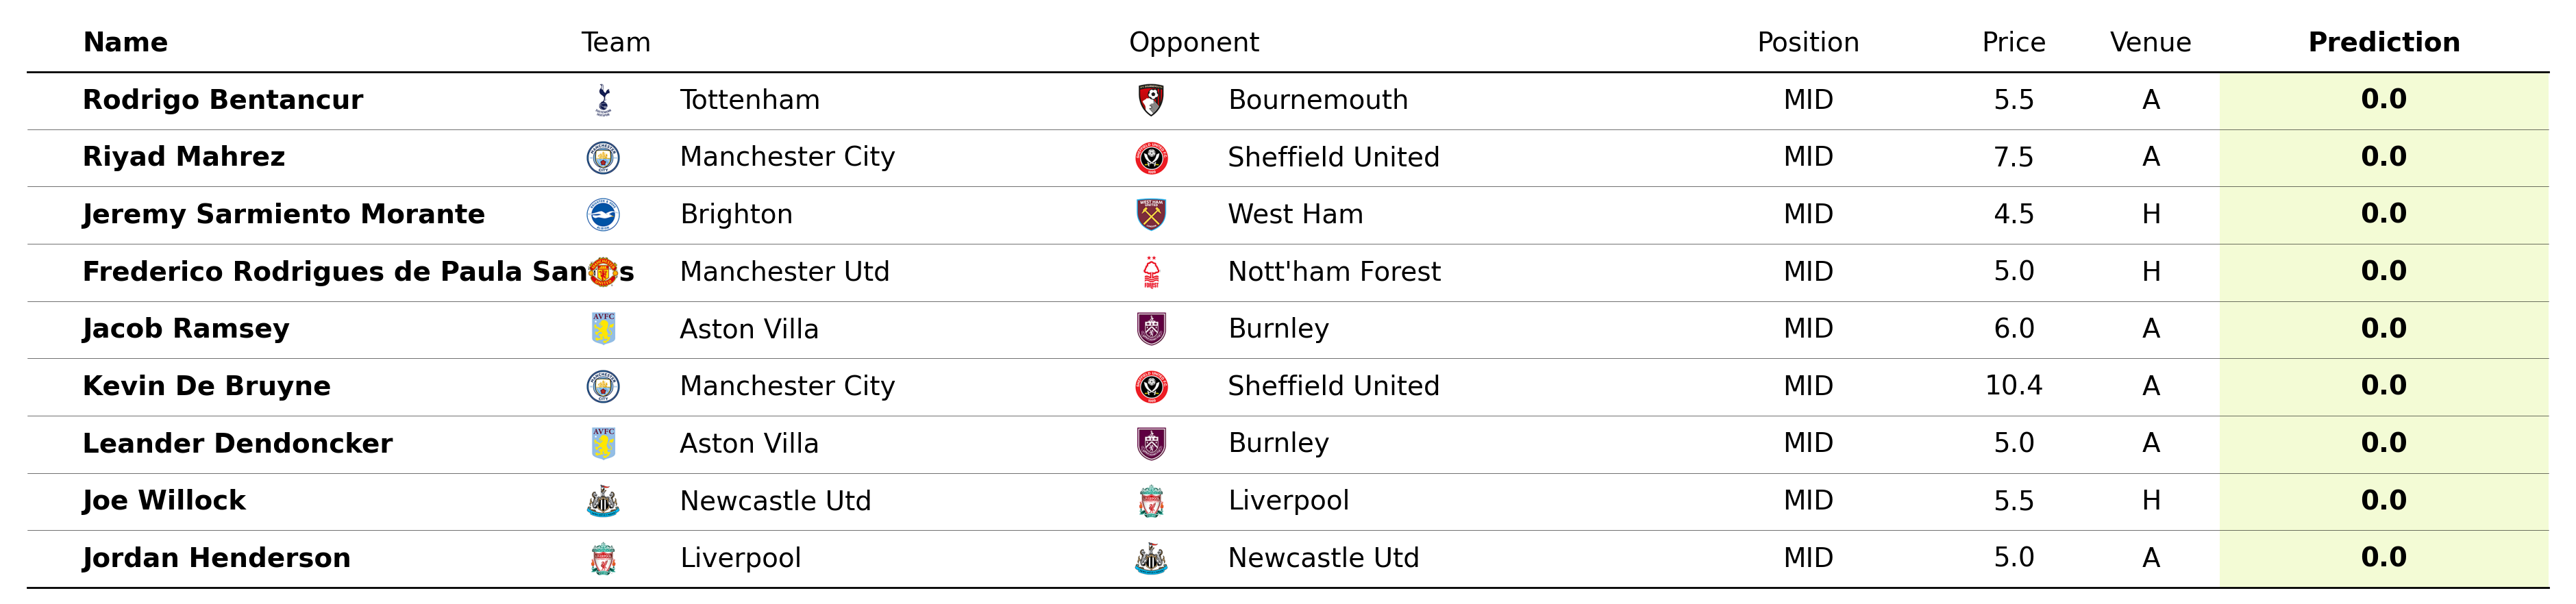 Name Team Opponent Position Price Venue Prediction
Rodrigo Bentancur Tottenham Bournemouth MID 5.5 A 0.0
Riyad Mahrez Manchester City Sheffield United MID 7.5 A 0.0
Jeremy Sarmiento Morante Brighton West Ham MID 4.5 H 0.0
Frederico Rodrigues de Paula Manchester Utd Nott'ham Forest MID 5.0 H 0.0
Jacob Ramsey Aston Villa Burnley MID 6.0 A 0.0
Kevin De Bruyne Manchester City Sheffield United MID 10.4 A 0.0
Leander Dendoncker Aston Villa Burnley MID 5.0 A 0.0
Joe Willock Newcastle Utd Liverpool MID 5.5 H 0.0
Jordan Henderson Liverpool Newcastle Utd MID 5.0 A 0.0